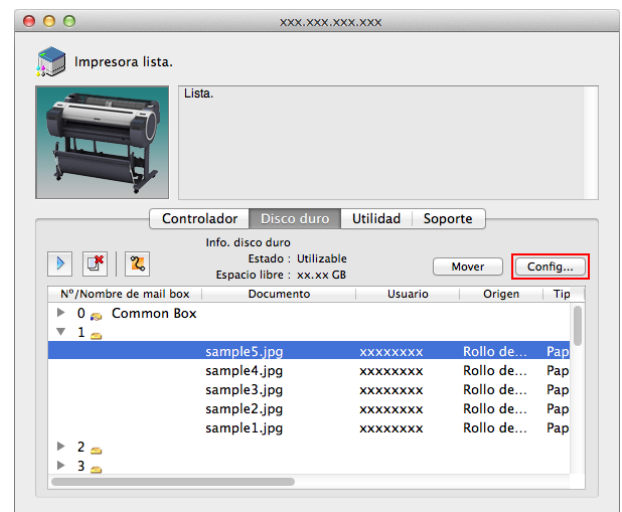 xxx.xxx.xxx.xxx
Impresora lista.
Lista.
Controlador Disco duro Utilidad Soporte
Info. disco duro
Estado : Utilizable
Espacio libre : xx.xx GB
Mover Config...
Nº/Nombre de mail box Documento Usuario Origen Tip
0 Common Box
1
sample5.jpg xxxxxxxx Rollo de... Pap
sample4.jpg xxxxxxxx Rollo de... Pap
sample3.jpg xxxxxxxx Rollo de... Pap
sample2.jpg xxxxxxxx Rollo de... Pap
sample1.jpg xxxxxxxx Rollo de... Pap
2
3